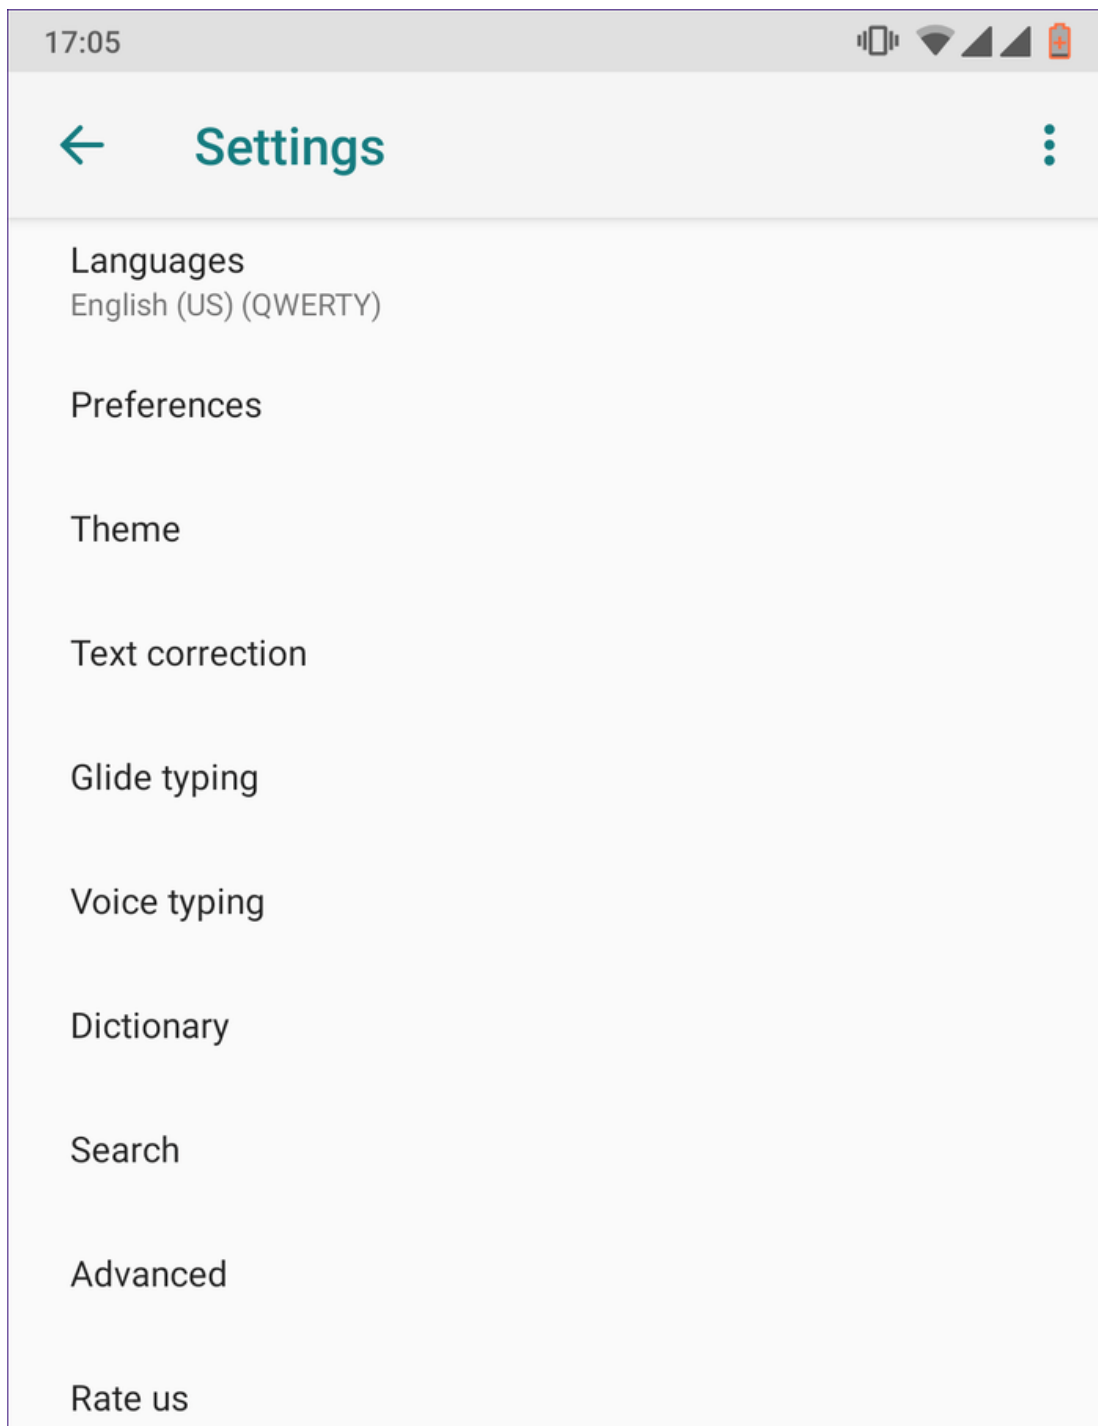 17:05
Settings
Languages
English (US) (QWERTY)
Preferences
Theme
Text correction
Glide typing
Voice typing
Dictionary
Search
Advanced
Rate us